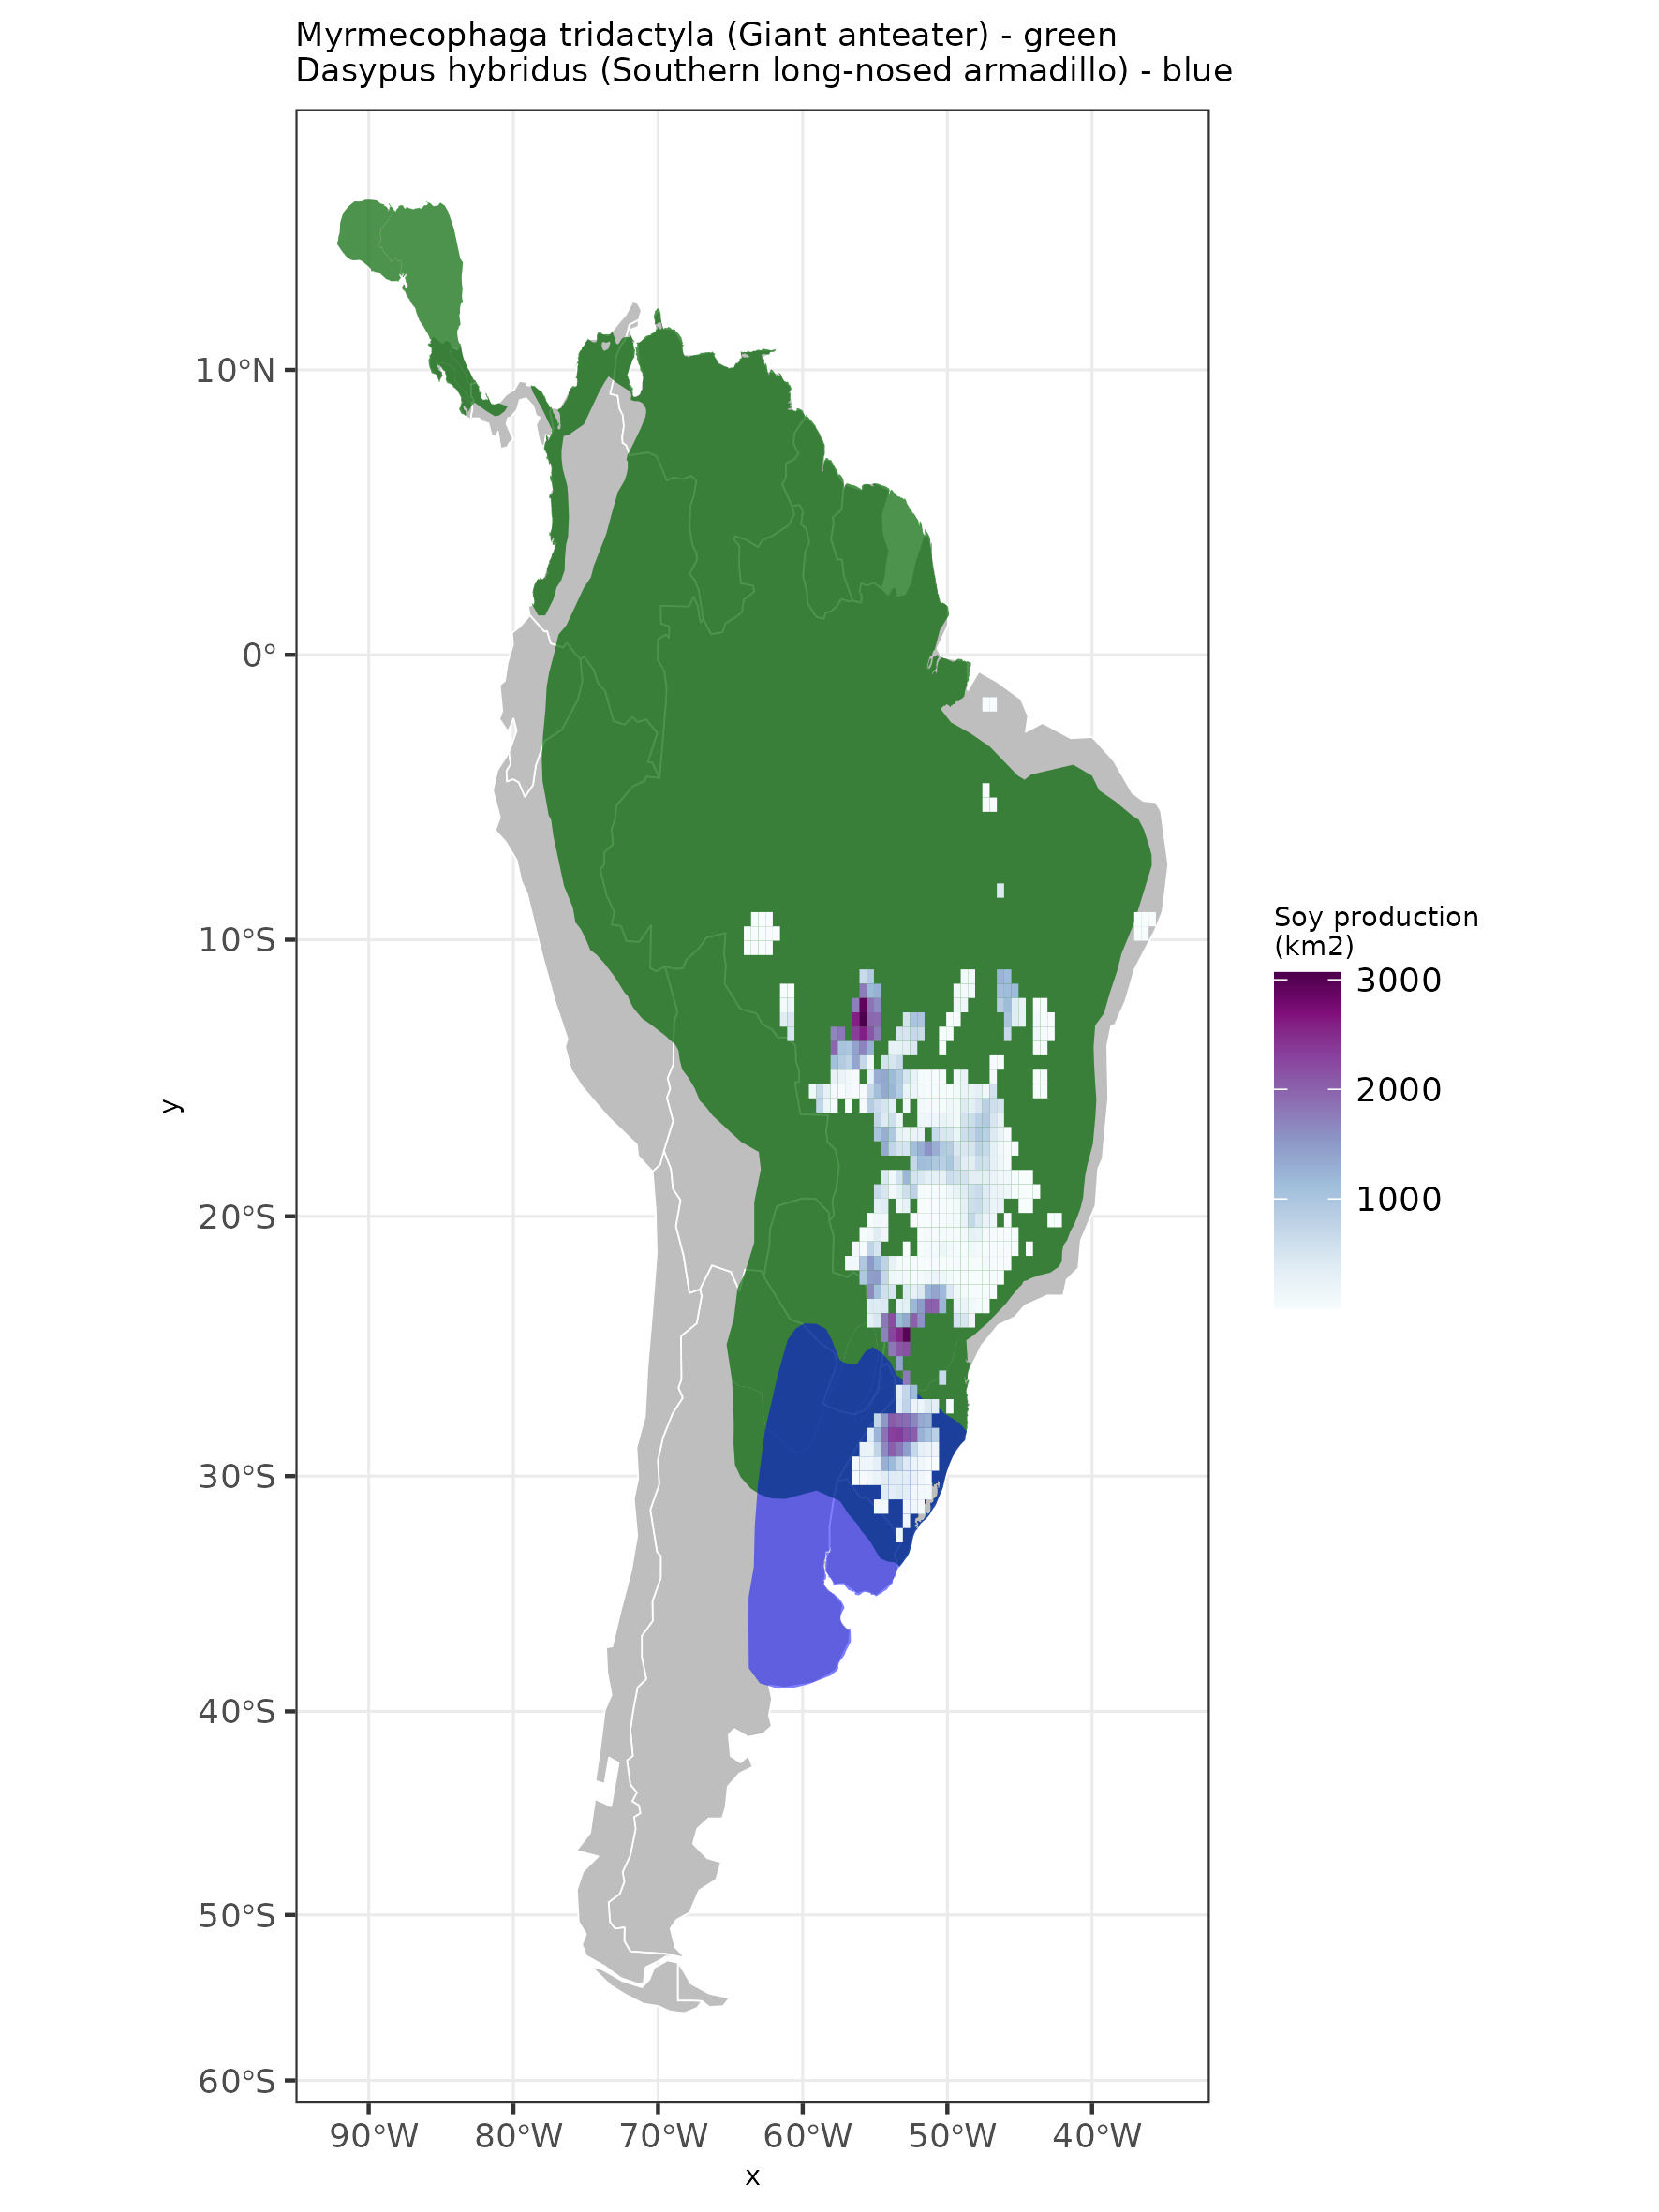 Myrmecophaga tridactyla (Giant anteater) - green
Dasypus hybridus (Southern long-nosed armadillo) - blue
10°N
0°
10°S
20°S
30°S
40°S
50°S
60°S
y
90°W 80°W 70°W 60°W 50°W 40°W
x
Soy production
(km2)
3000
2000
1000